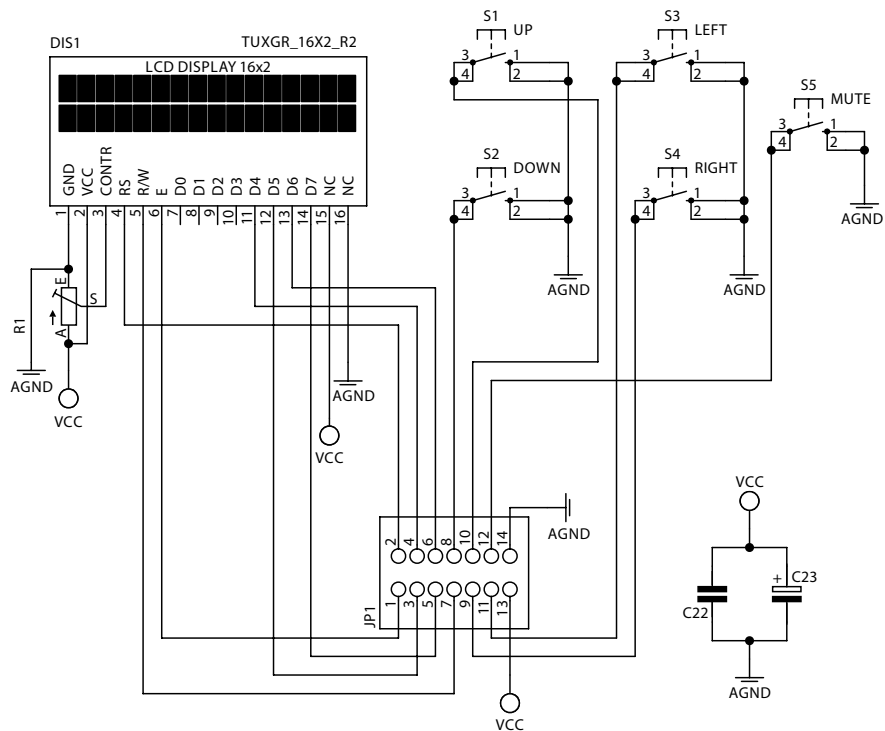 DIS1 TUXGR_16X2_R2
LCD DISPLAY 16x2
GND VCC CONTR RS R/W E D0 D1 D2 D3 D4 D5 D6 D7 NC NC
1 2 3 4 5 6 7 8 9 10 11 12 13 14 15 16
S1
UP
3 1
4 2
S3
LEFT
3 1
4 2
S5
MUTE
3 1
4 2
AGND
S2
DOWN
3 1
4 2
AGND
S4
RIGHT
3 1
4 2
AGND
R1
E
S
A
AGND
VCC
AGND
VCC
2 4 6 8 10 12 14
AGND
JP1
1 3 5 7 9 11 13
VCC
VCC
+
C22
C23
AGND